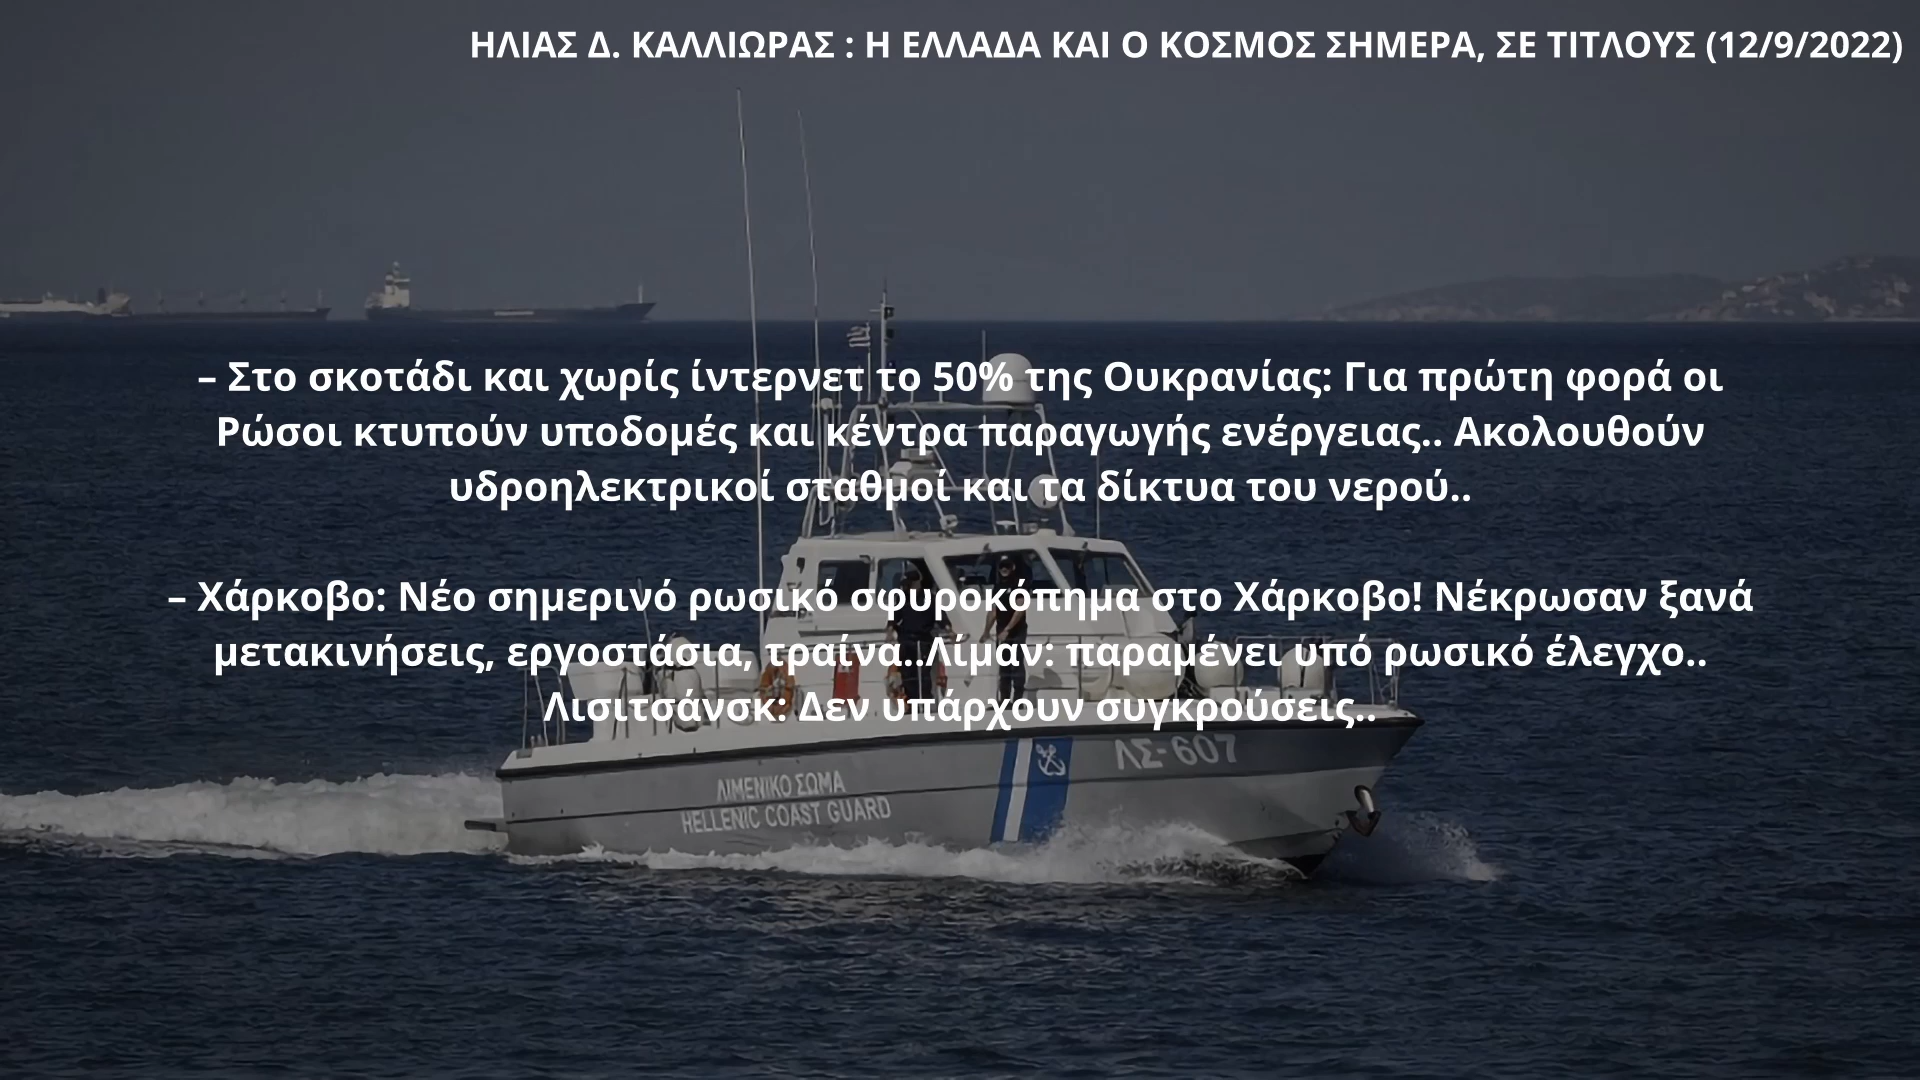 ΗΛΙΑΣ Δ. ΚΑΛΛΙΩΡΑΣ : Η ΕΛΛΑΔΑ ΚΑΙ Ο ΚΟΣΜΟΣ ΣΗΜΕΡΑ, ΣΕ ΤΙΤΛΟΥΣ (12/9/2022)
– Στο σκοτάδι και χωρίς ίντερνετ το 50% της Ουκρανίας: Για πρώτη φορά οι
Ρώσοι κτυπούν υποδομές και κέντρα παραγωγής ενέργειας.. Ακολουθούν
υδροηλεκτρικοί σταθμοί και τα δίκτυα του νερού..
– Χάρκοβο: Νέο σημερινό ρωσικό σφυροκόπημα στο Χάρκοβο! Νέκρωσαν ξανά
μετακινήσεις, εργοστάσια, τραίνα..Λίμαν: παραμένει υπό ρωσικό έλεγχο..
Λισιτσάνσκ: Δεν υπάρχουν συγκρούσεις..
ΛΣ-607
ΛΙΜΕΝΙΚΟ ΣΩΜΑ
HELLENIC COAST GUARD